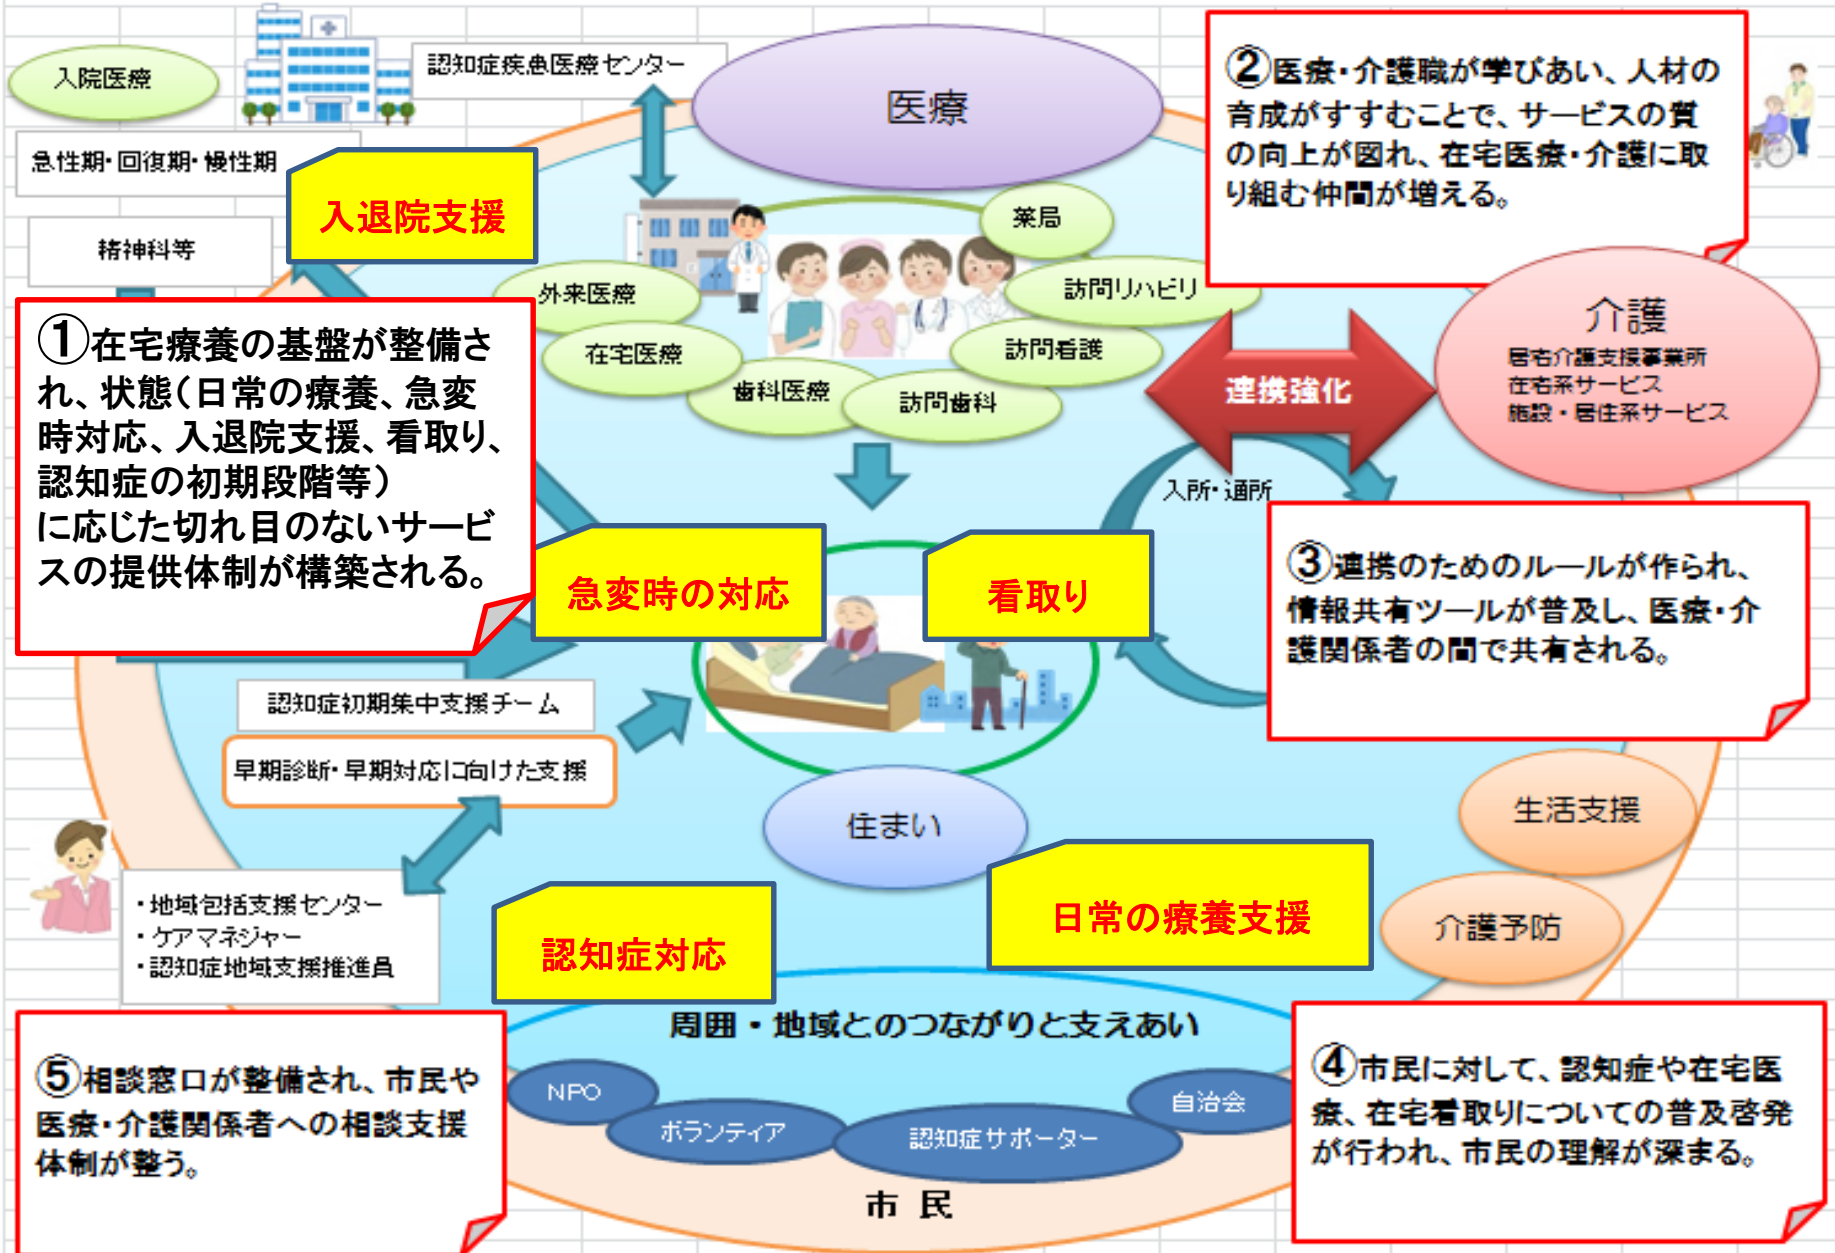 入院医療
認知症疾患医療センター
医療
急性期・回復期・慢性期
精神科等
入退院支援
②医療・介護職が学びあい、人材の
育成がすすむことで、サービスの質
の向上が図れ、在宅医療・介護に取
り組む仲間が増える。
薬局
訪問リハビリ
訪問看護
訪問歯科
歯科医療
在宅医療
外来医療
連携強化
介護
居宅介護支援事業所
在宅系サービス
施設・居住系サービス
入所・通所
①在宅療養の基盤が整備さ
れ、状態（日常の療養、急変
時対応、入退院支援、看取り、
認知症の初期段階等）
に応じた切れ目のないサービ
スの提供体制が構築される。
急変時の対応
看取り
③連携のためのルールが作られ、
情報共有ツールが普及し、医療・介
護関係者の間で共有される。
認知症初期集中支援チーム
早期診断・早期対応に向けた支援
住まい
生活支援
介護予防
・地域包括支援センター
・ケアマネジャー
・認知症地域支援推進員
認知症対応
日常の療養支援
周囲・地域とのつながりと支えあい
NPO
ボランティア
認知症サポーター
自治会
市 民
⑤相談窓口が整備され、市民や
医療・介護関係者への相談支援
体制が整う。
④市民に対して、認知症や在宅医
療、在宅看取りについての普及啓発
が行われ、市民の理解が深まる。